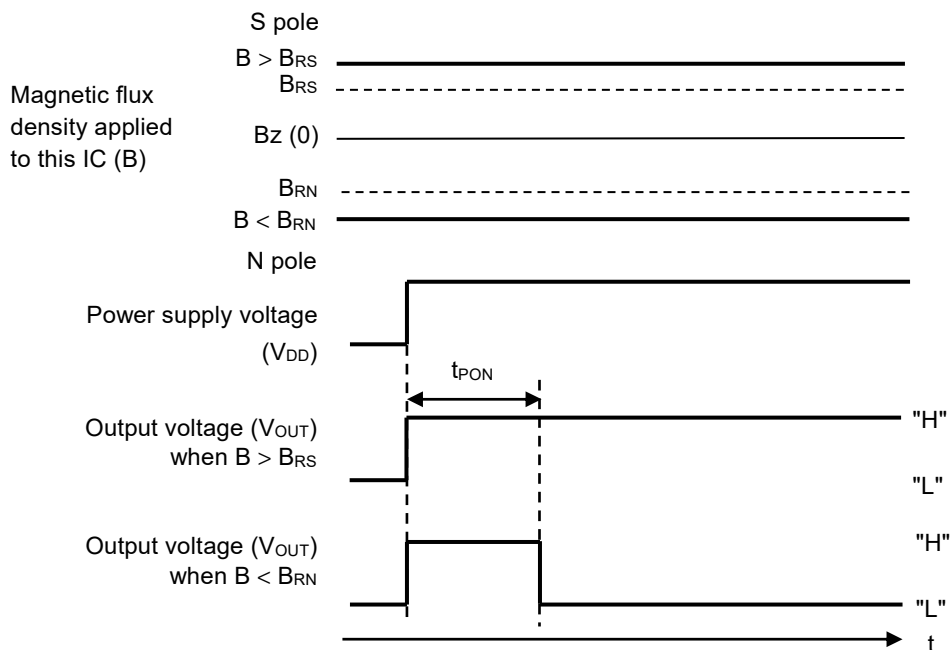 S pole
B > BRS
BRS
Magnetic flux
density applied
to this IC (B)
Bz (0)
BRN
B < BRN
N pole
Power supply voltage
(VDD)
tPON
Output voltage (VOUT)
when B > BRS
"H"
"L"
Output voltage (VOUT)
when B < BRN
"H"
"L"
t